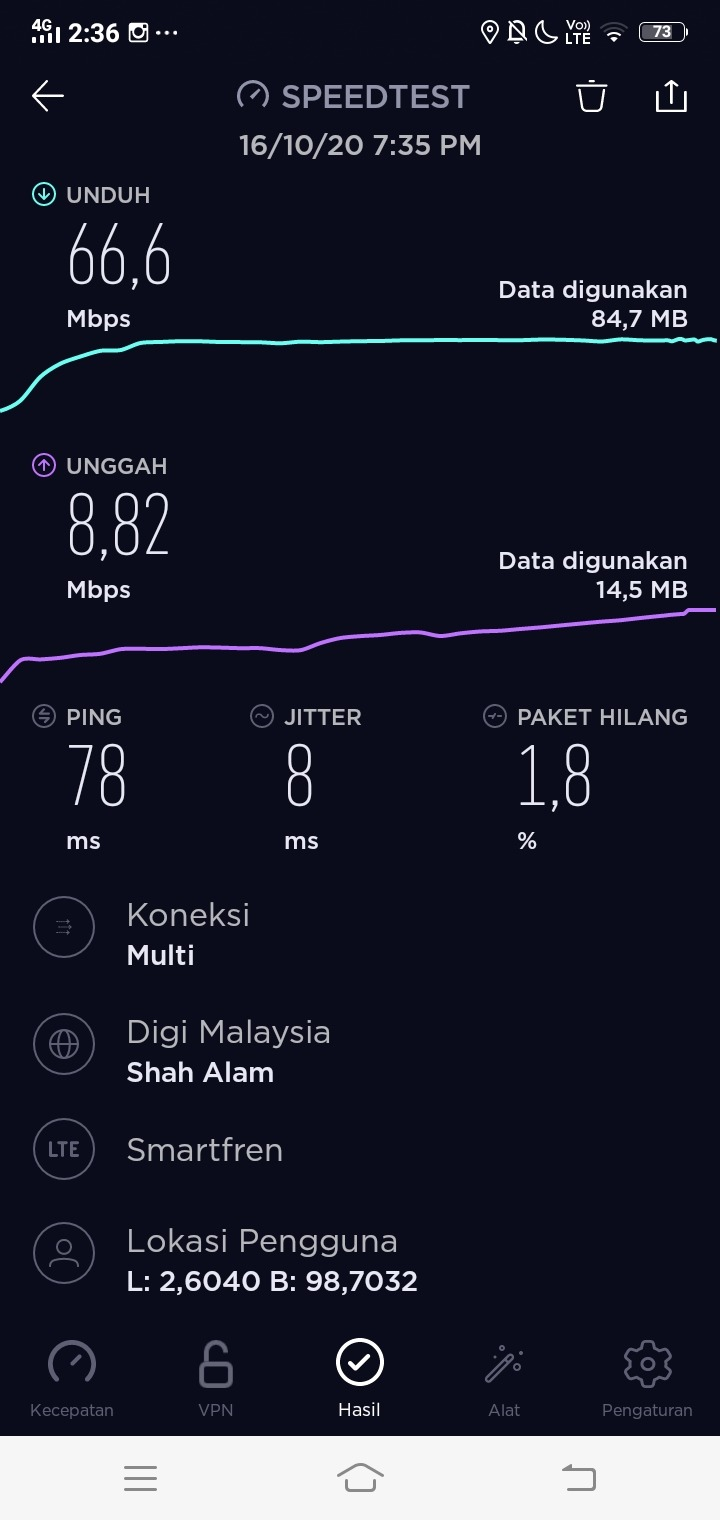 4G 2:36 ... Vo)) LTE 73
SPEEDTEST
16/10/20 7:35 PM
UNDUH
66,6
Mbps
Data digunakan
84,7 MB
UNGGAH
8,82
Mbps
Data digunakan
14,5 MB
PING JITTER PAKET HILANG
78 8 1,8
ms ms %
Koneksi
Multi
Digi Malaysia
Shah Alam
LTE Smartfren
Lokasi Pengguna
L: 2,6040 B: 98,7032
Kecepatan VPN Hasil Alat Pengaturan